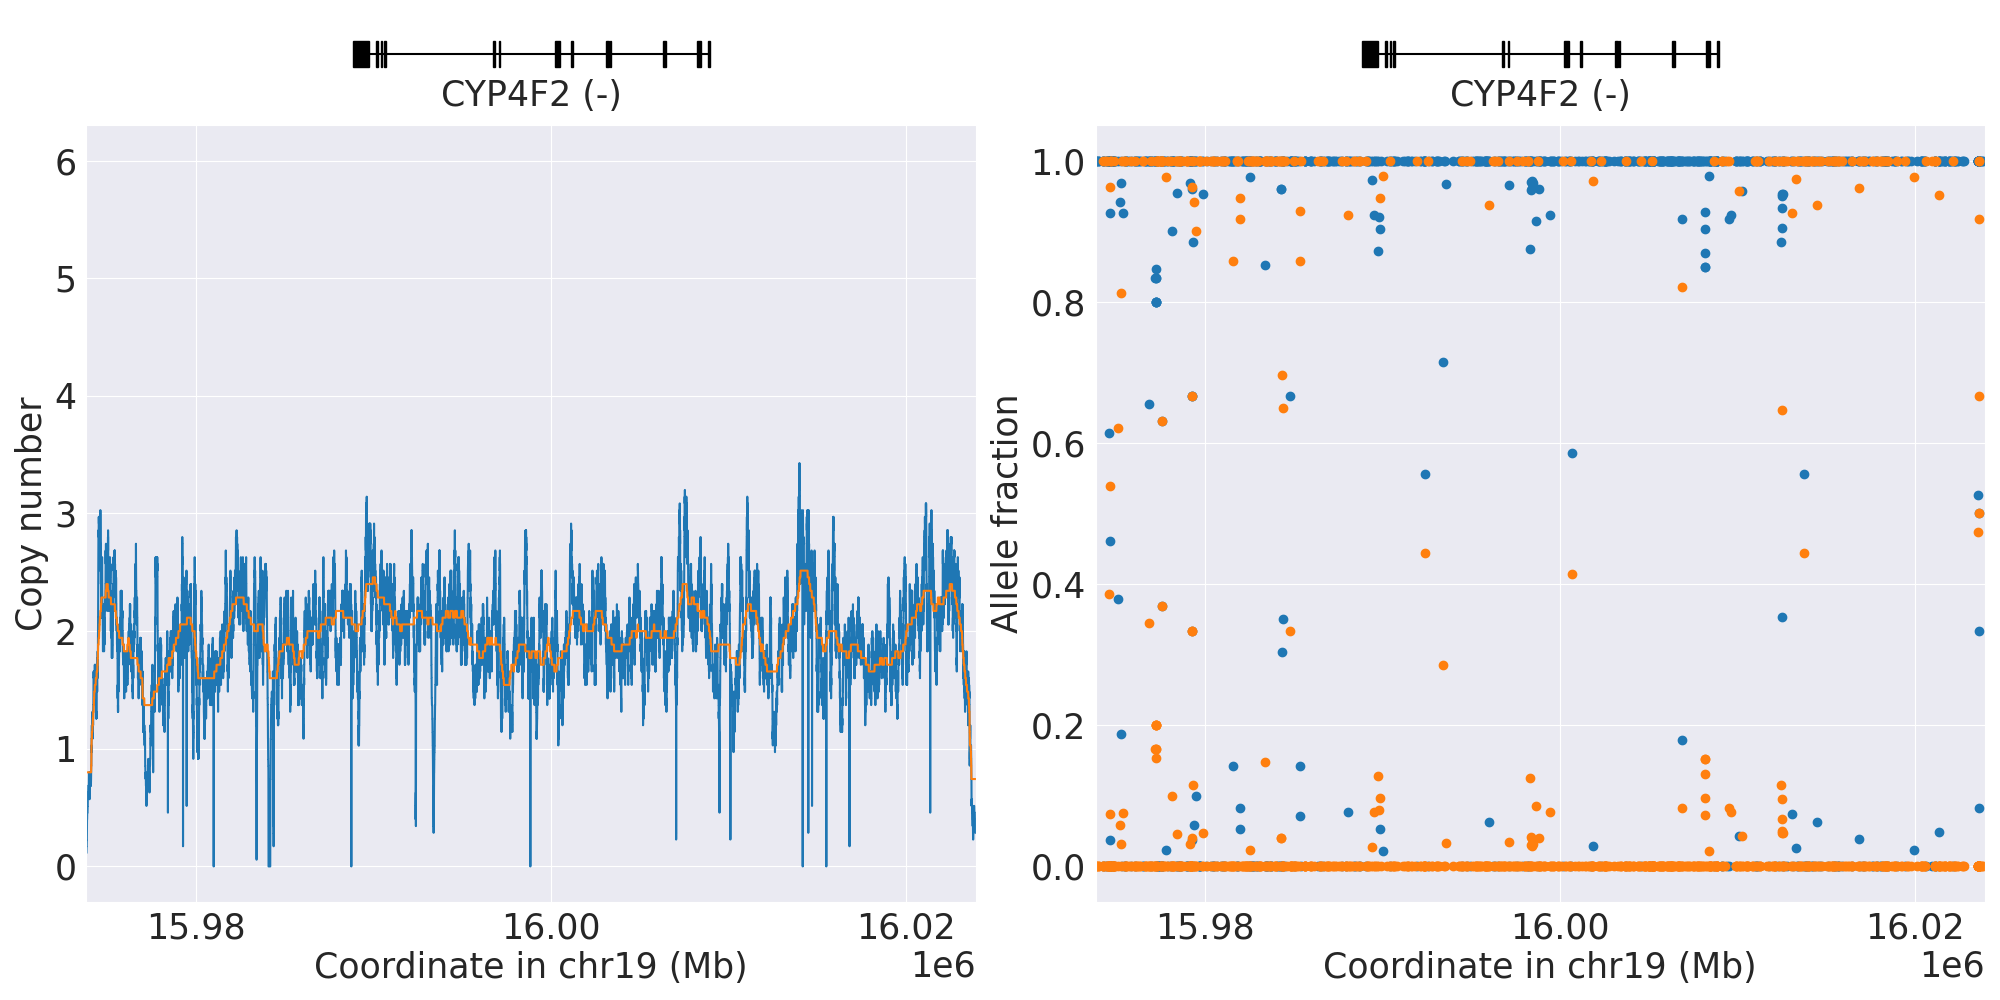 CYP4F2 (-)
6
5
4
3
2
1
0
Copy number
15.98
16.00
16.02
Coordinate in chr19 (Mb)
1e6
CYP4F2 (-)
1.0
0.8
0.6
0.4
0.2
0.0
Allele fraction
15.98
16.00
16.02
Coordinate in chr19 (Mb)
1e6